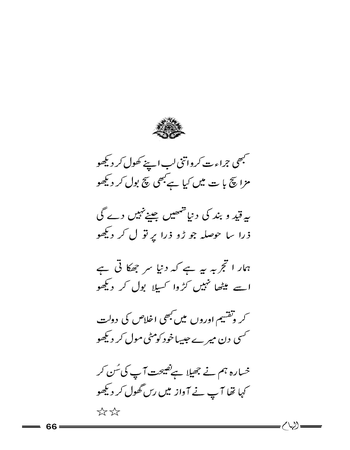 کبھی جراءت کرو اتنی لب اپنے کھول کر دیکھو
مزا سچ بات میں کیا ہے کبھی سچ بول کر دیکھو
یہ قید و بند کی دنیا تمھیں جینے نہیں دے گی
ذرا سا حوصلہ جوڑو ذرا پر تول کر دیکھو
ہمارا تجربہ یہ ہے کہ دنیا سر جھکاتی ہے
اسے میٹھا نہیں کڑوا کسیلا بول کر دیکھو
کرو تقسیم اوروں میں کبھی اخلاص کی دولت
کسی دن میرے جیسا خود کو مٹی مول کر دیکھو
خسارہ ہم نے جھیلا ہے نصیحت آپ کی سُن کر
کہا تھا آپ نے آواز میں رس گھول کر دیکھو
☆☆
66